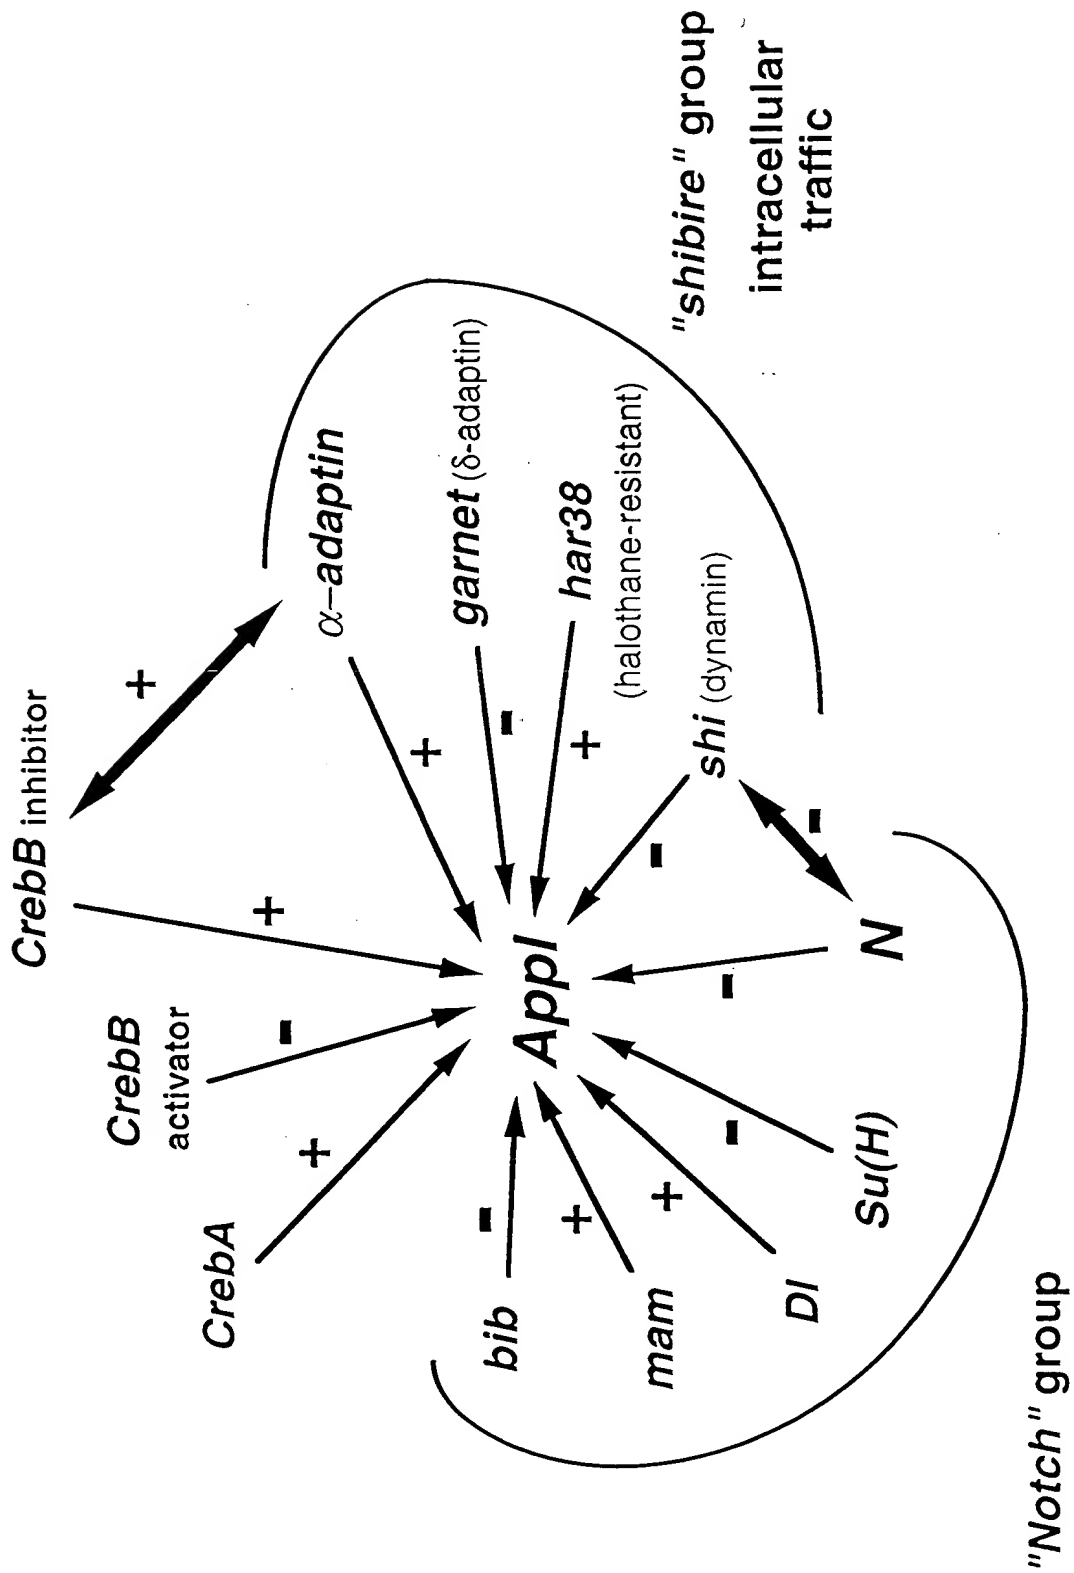 CrebB inhibitor
+
CrebB
activator
+
-
CrebA
+
α-adaptin
+
garnet (δ-adaptin)
-
har38
(halothane-resistant)
+
shi (dynamin)
-
-
Appl
bib
-
mam
+
Dl
+
Su(H)
-
N
-
"shibire" group
intracellular
traffic
"Notch" group